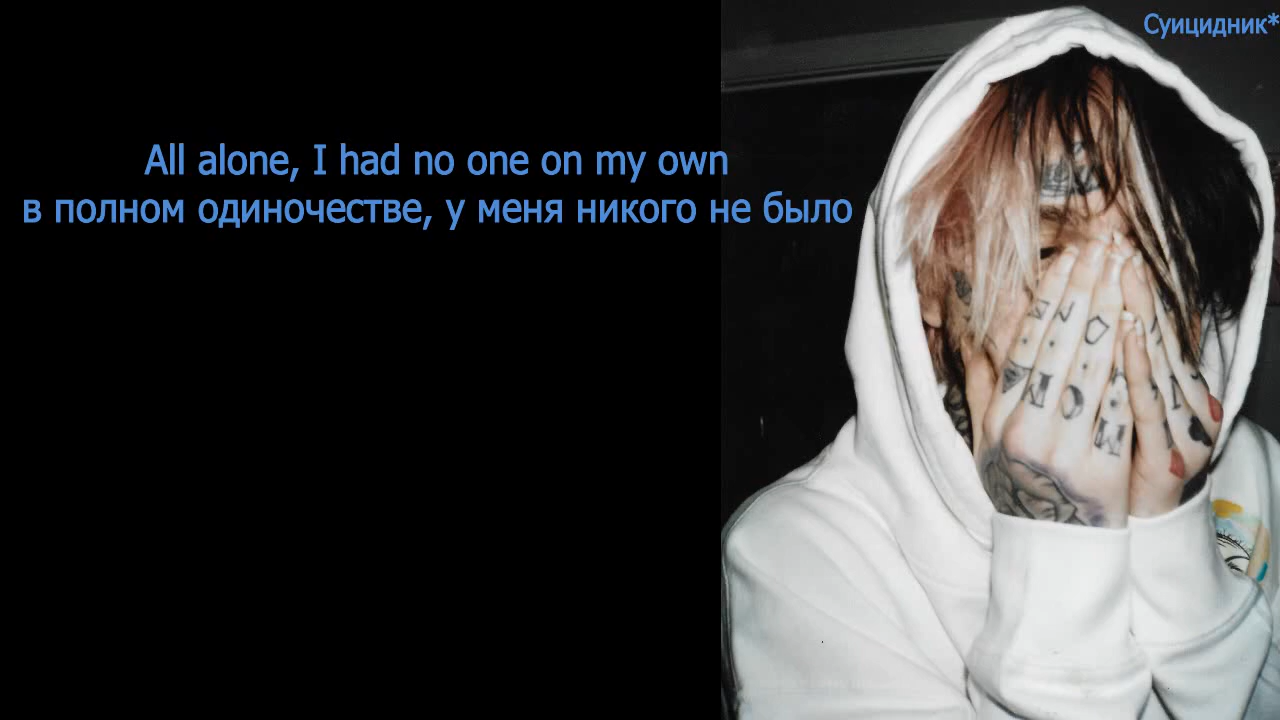 Суицидник*
All alone, I had no one on my own
в полном одиночестве, у меня никого не было